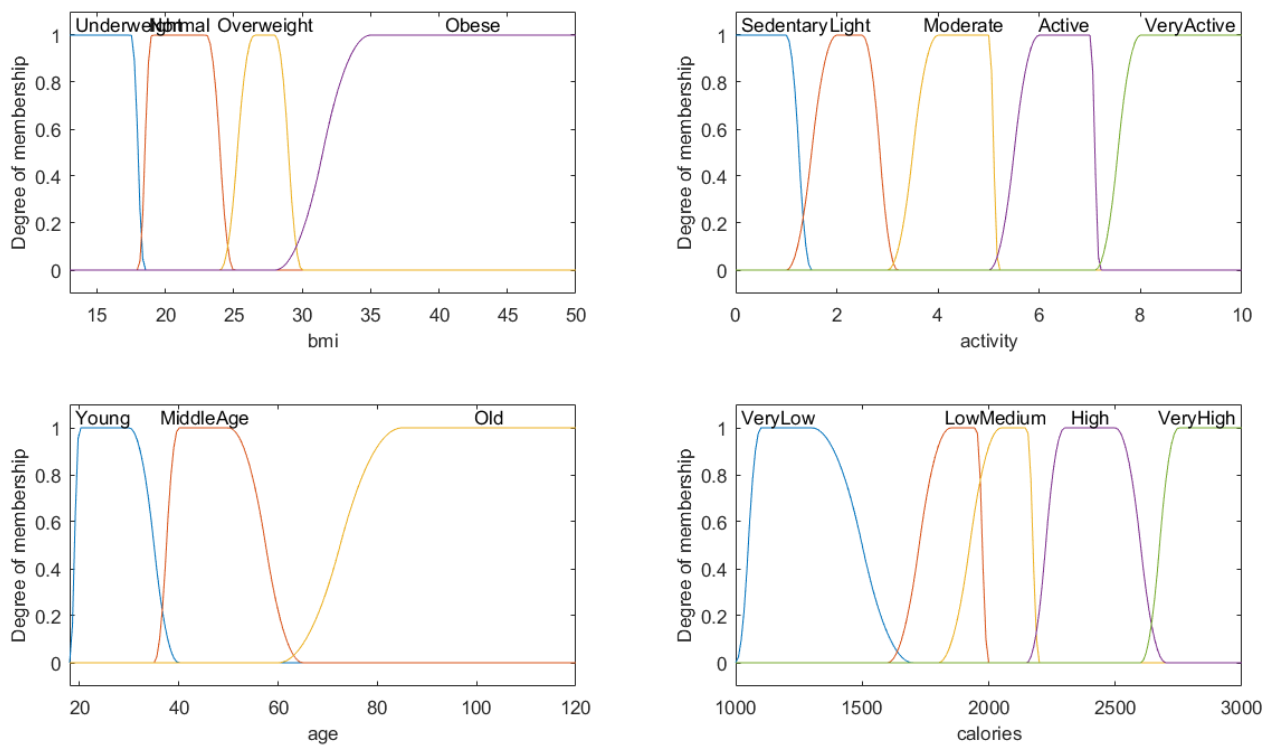 Underweight Normal Overweight Obese
1
0.8
0.6
0.4
0.2
0
Degree of membership
15 20 25 30 35 40 45 50
bmi
Sedentary Light Moderate Active VeryActive
1
0.8
0.6
0.4
0.2
0
Degree of membership
0 2 4 6 8 10
activity
Young MiddleAge Old
1
0.8
0.6
0.4
0.2
0
Degree of membership
20 40 60 80 100 120
age
VeryLow Low Medium High VeryHigh
1
0.8
0.6
0.4
0.2
0
Degree of membership
1000 1500 2000 2500 3000
calories